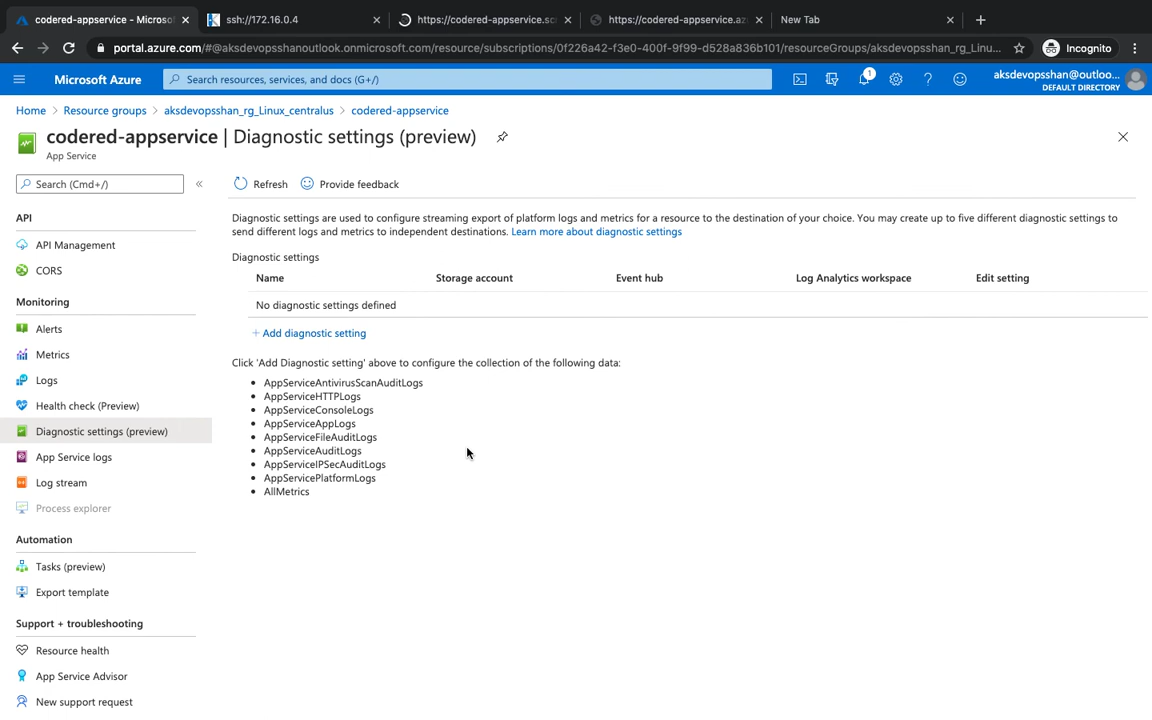 codered-appservice - Microso
ssh://172.16.0.4
https://codered-appservice.sc
https://codered-appservice.az
New Tab
portal.azure.com/#@aksdevopsshanoutlook.onmicrosoft.com/resource/subscriptions/0f226a42-f3e0-400f-9f99-d528a836b101/resourceGroups/aksdevopsshan_rg_Linu...
Incognito
Microsoft Azure
Search resources, services, and docs (G+/)
1
aksdevopsshan@outloo...
DEFAULT DIRECTORY
Home > Resource groups > aksdevopsshan_rg_Linux_centralus > codered-appservice
codered-appservice | Diagnostic settings (preview)
App Service
Search (Cmd+/)
«
Refresh
Provide feedback
API
API Management
CORS
Monitoring
Alerts
Metrics
Logs
Health check (Preview)
Diagnostic settings (preview)
App Service logs
Log stream
Process explorer
Automation
Tasks (preview)
Export template
Support + troubleshooting
Resource health
App Service Advisor
New support request
Diagnostic settings are used to configure streaming export of platform logs and metrics for a resource to the destination of your choice. You may create up to five different diagnostic settings to
send different logs and metrics to independent destinations. Learn more about diagnostic settings
Diagnostic settings
Name Storage account Event hub Log Analytics workspace Edit setting
No diagnostic settings defined
+ Add diagnostic setting
Click 'Add Diagnostic setting' above to configure the collection of the following data:
• AppServiceAntivirusScanAuditLogs
• AppServiceHTTPLogs
• AppServiceConsoleLogs
• AppServiceAppLogs
• AppServiceFileAuditLogs
• AppServiceAuditLogs
• AppServiceIPSecAuditLogs
• AppServicePlatformLogs
• AllMetrics